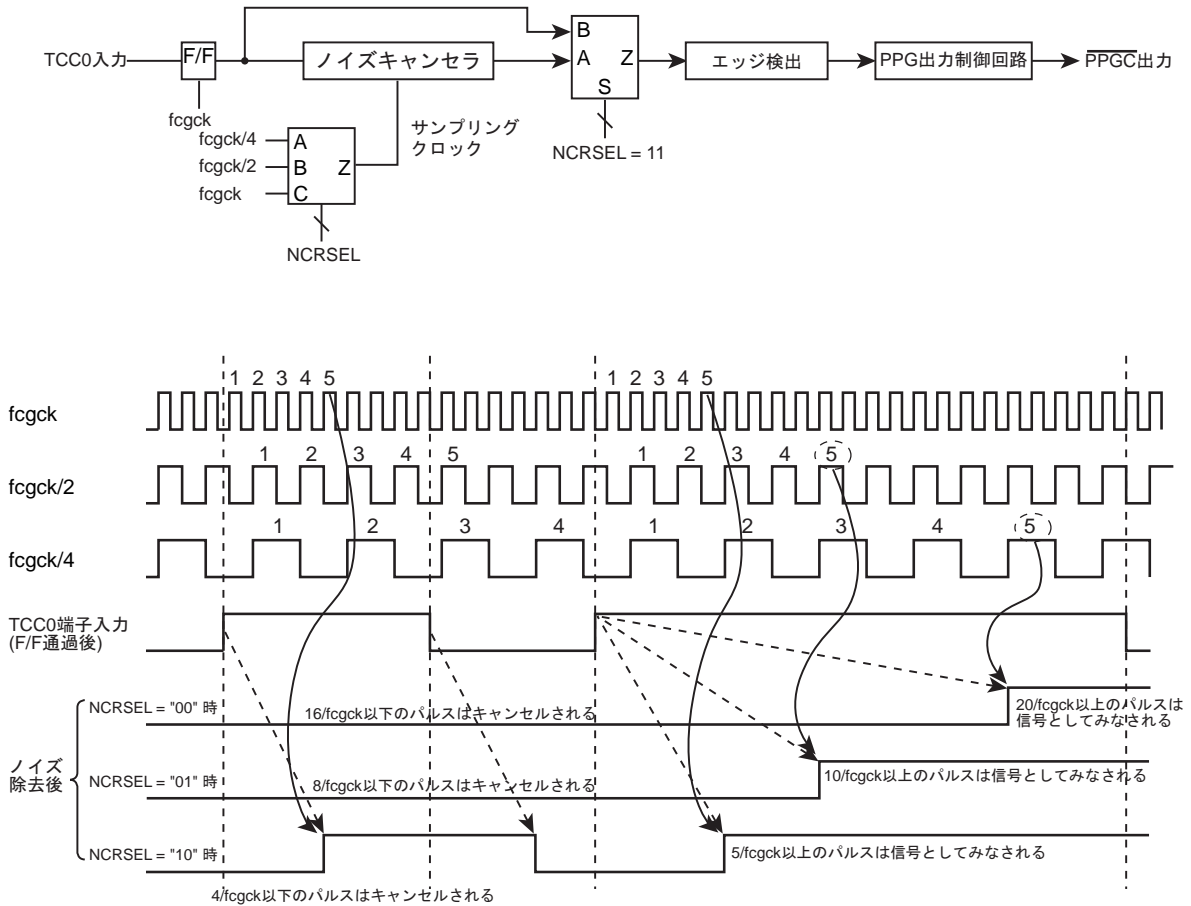 TCC0入力
F/F
ノイズキャンセラ
B
A
Z
S
エッジ検出
PPG出力制御回路
PPGC出力
fcgck
fcgck/4
fcgck/2
fcgck
A
B
C
Z
サンプリング
クロック
NCRSEL = 11
NCRSEL
1 2 3 4 5
1 2 3 4 5
fcgck
1 2 3 4 5
1 2 3 4 5
fcgck/2
1 2 3 4
1 2 3 4 5
fcgck/4
TCC0端子入力
(F/F通過後)
NCRSEL = "00" 時
16/fcgck以下のパルスはキャンセルされる
20/fcgck以上のパルスは
信号としてみなされる
ノイズ
除去後
NCRSEL = "01" 時
8/fcgck以下のパルスはキャンセルされる
10/fcgck以上のパルスは信号としてみなされる
NCRSEL = "10" 時
5/fcgck以上のパルスは信号としてみなされる
4/fcgck以下のパルスはキャンセルされる